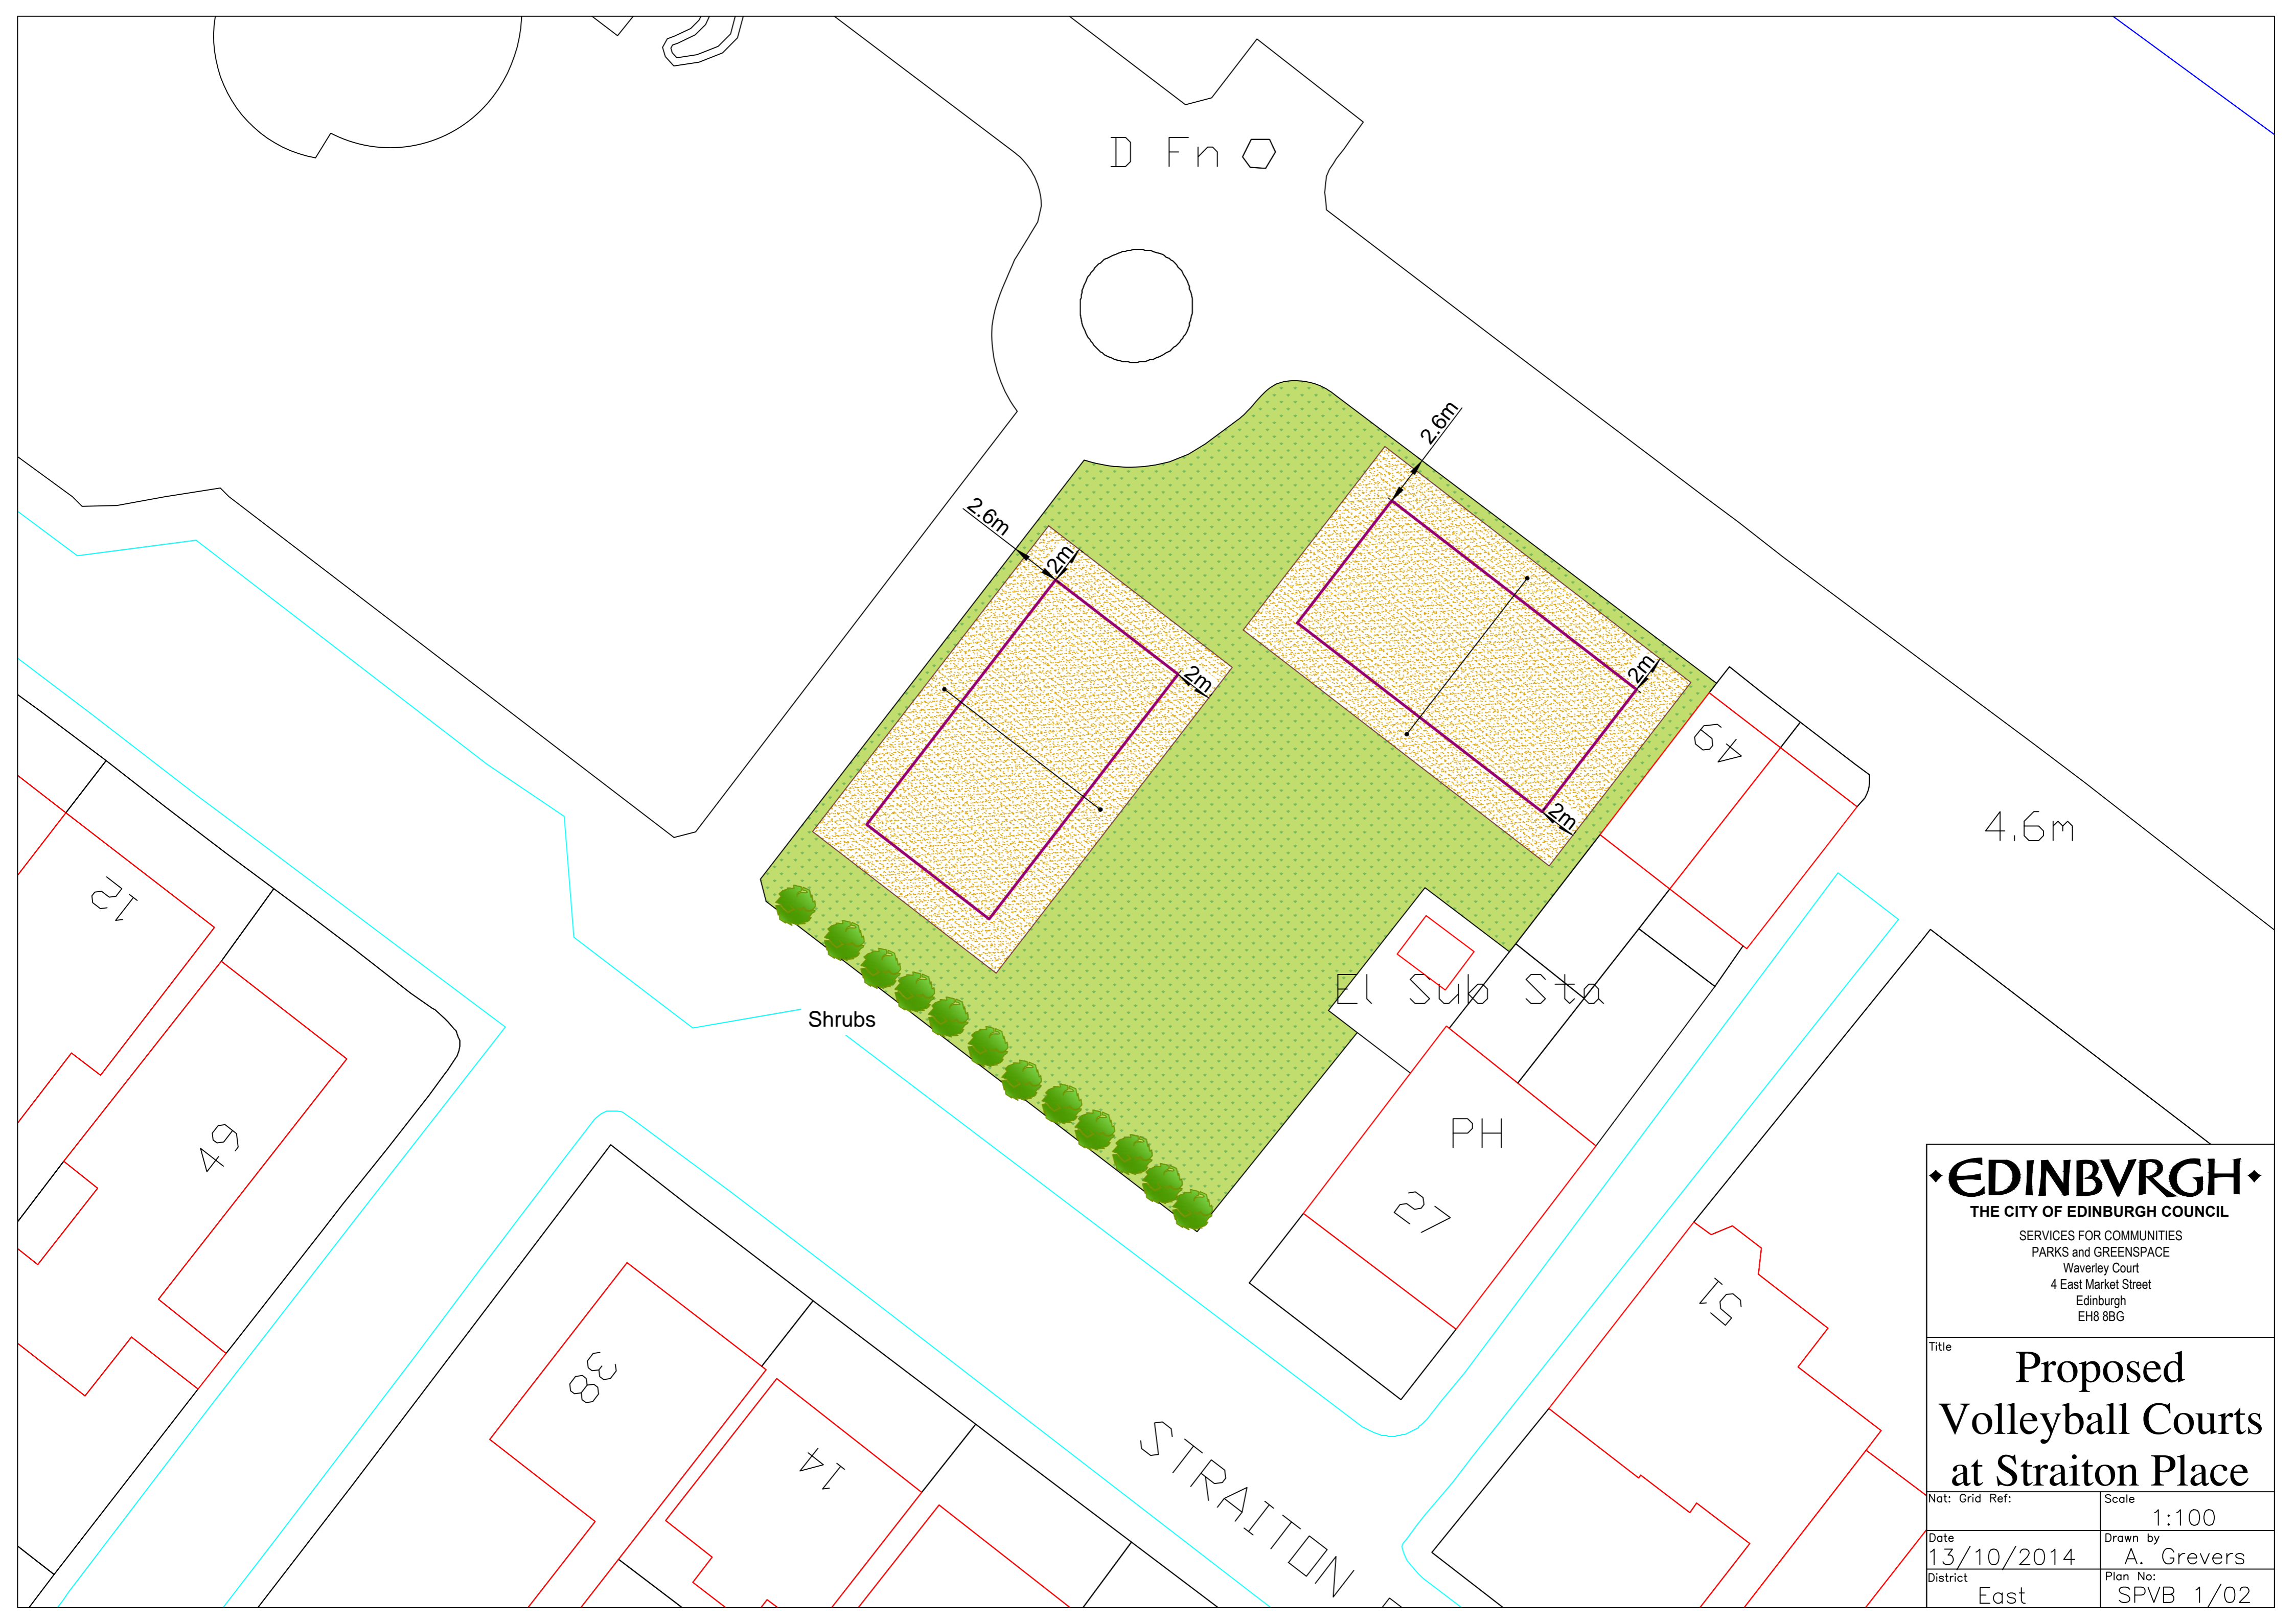 D Fn
2.6m
2.6m
2m
2m
2m
2m
49
4.6m
12
El Sub Sta
Shrubs
PH
49
27
51
38
14
STRAITON
EDINBVRGH
THE CITY OF EDINBURGH COUNCIL
SERVICES FOR COMMUNITIES
PARKS and GREENSPACE
Waverley Court
4 East Market Street
Edinburgh
EH8 8BG
Title
Proposed
Volleyball Courts
at Straiton Place
Nat: Grid Ref:
Scale
1:100
Date
13/10/2014
Drawn by
A. Grevers
District
East
Plan No:
SPVB 1/02